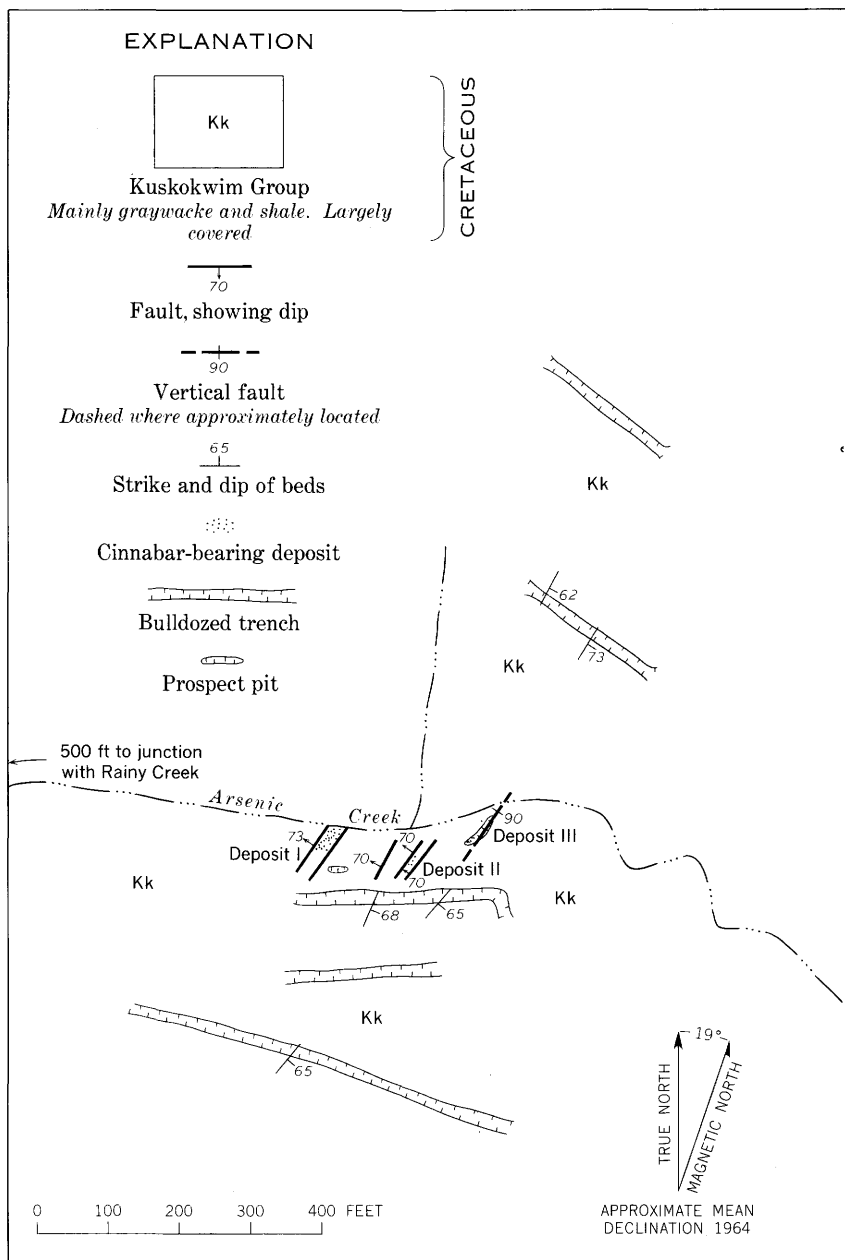 EXPLANATION
Kk
CRETACEOUS
Kuskokwim Group
Mainly graywacke and shale. Largely
covered
70
Fault, showing dip
90
Vertical fault
Dashed where approximately located
65
Strike and dip of beds
Cinnabar-bearing deposit
Bulldozed trench
Prospect pit
Kk
62
73
Kk
500 ft to junction
with Rainy Creek
Arsenic Creek
90
73
70
Deposit III
Deposit I
70
Deposit II
70
Kk
Kk
68
65
Kk
65
19°
TRUE NORTH
MAGNETIC NORTH
0 100 200 300 400 FEET
APPROXIMATE MEAN
DECLINATION 1964